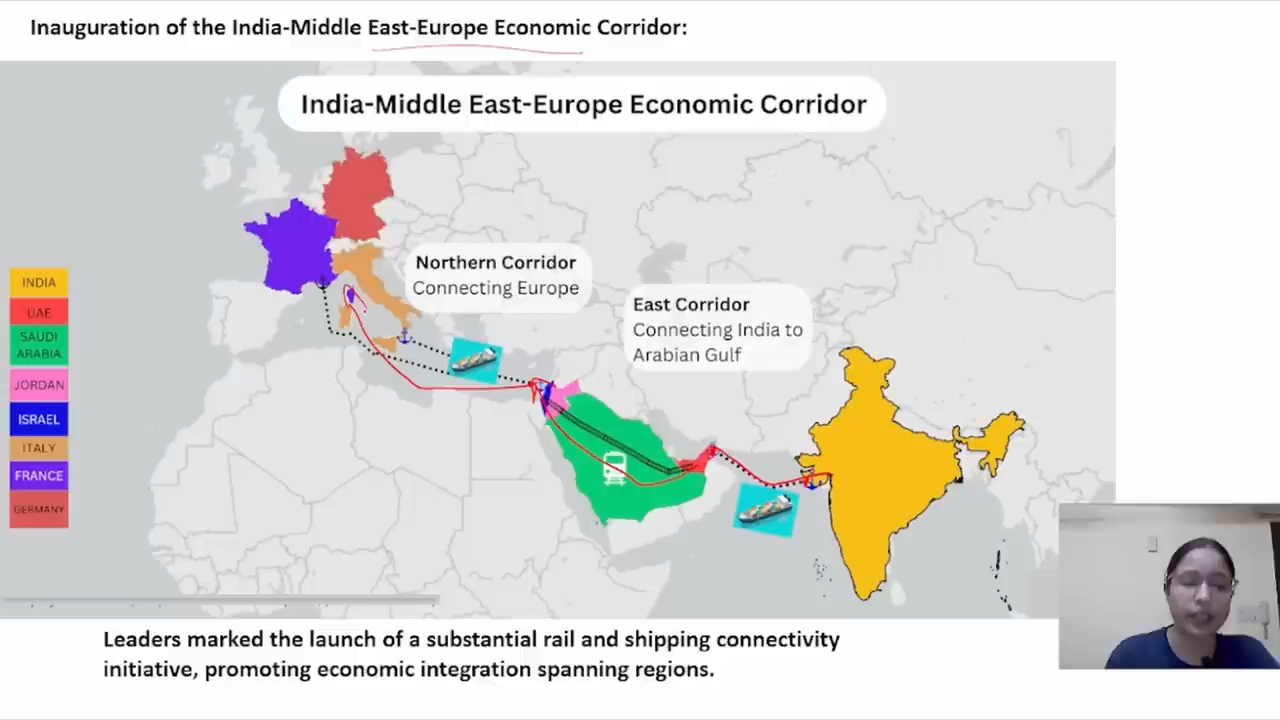 Inauguration of the India-Middle East-Europe Economic Corridor:
India-Middle East-Europe Economic Corridor
Northern Corridor
Connecting Europe
East Corridor
Connecting India to
Arabian Gulf
INDIA
UAE
SAUDI
ARABIA
JORDAN
ISRAEL
ITALY
FRANCE
GERMANY
Leaders marked the launch of a substantial rail and shipping connectivity
initiative, promoting economic integration spanning regions.